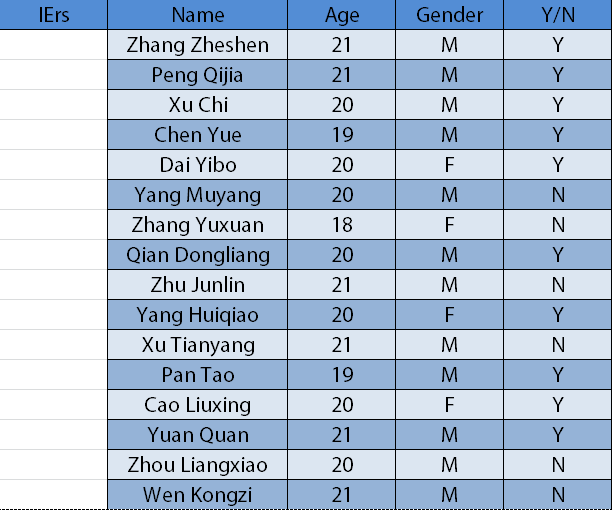 IErs Name Age Gender Y/N
Zhang Zheshen 21 M Y
Peng Qijia 21 M Y
Xu Chi 20 M Y
Chen Yue 19 M Y
Dai Yibo 20 F Y
Yang Muyang 20 M N
Zhang Yuxuan 18 F N
Qian Dongliang 20 M Y
Zhu Junlin 21 M N
Yang Huiqiao 20 F Y
Xu Tianyang 21 M N
Pan Tao 19 M Y
Cao Liuxing 20 F Y
Yuan Quan 21 M Y
Zhou Liangxiao 20 M N
Wen Kongzi 21 M N